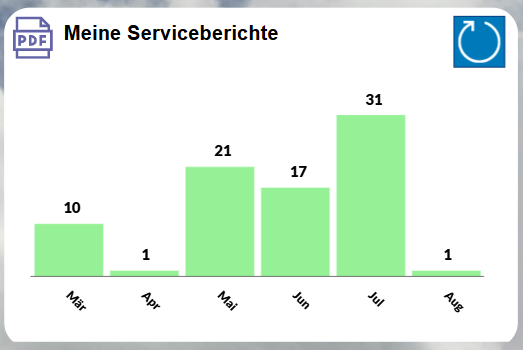 PDF
Meine Serviceberichte
31
21
17
10
1
1
Mär
Apr
Mai
Jun
Jul
Aug